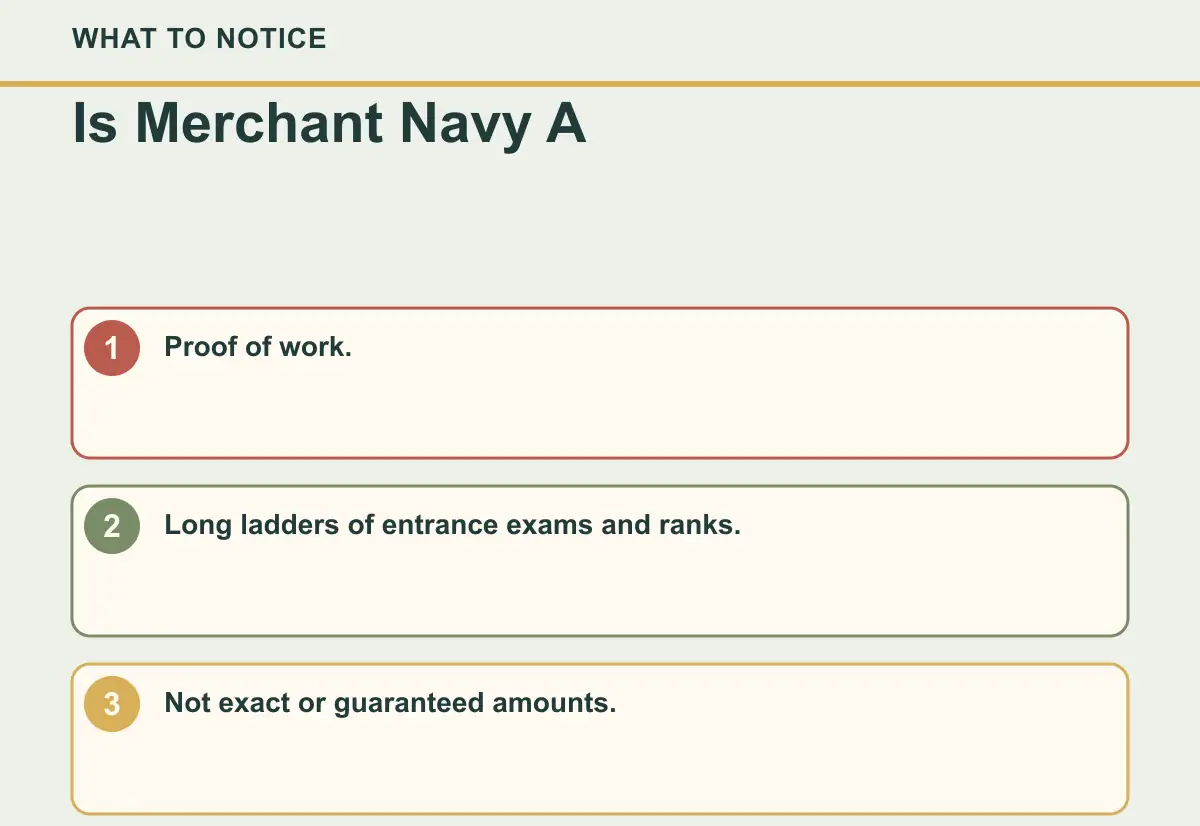 WHAT TO NOTICE
Is Merchant Navy A
1 Proof of work.
2 Long ladders of entrance exams and ranks.
3 Not exact or guaranteed amounts.